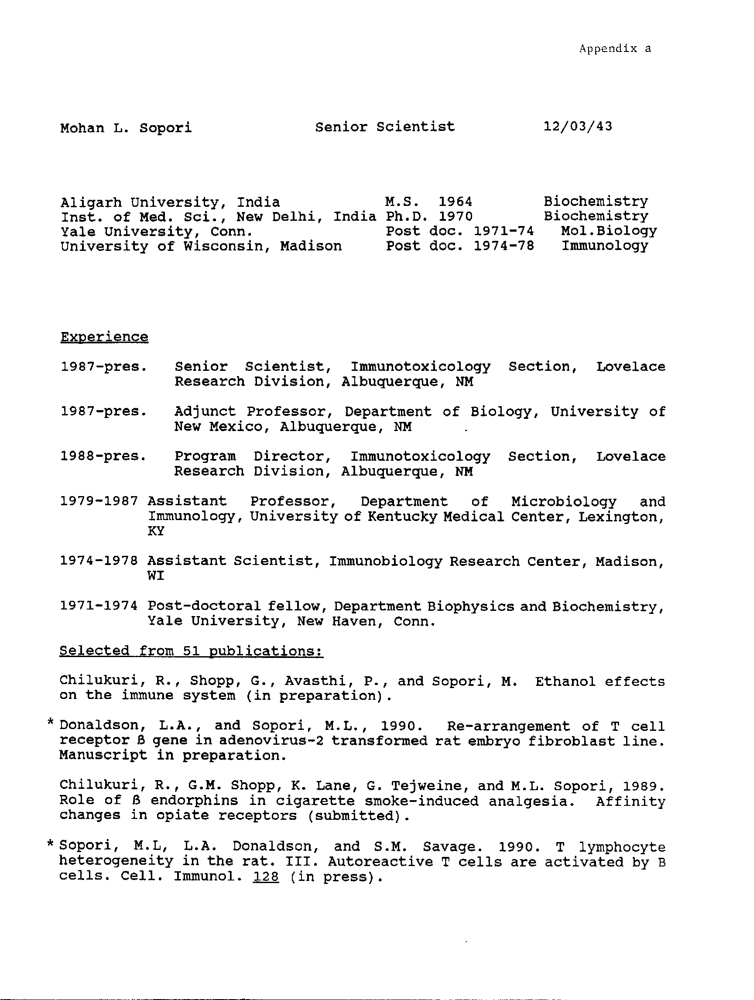 Appendix a
Mohan L. Sopori Senior Scientist 12/03/43
Aligarh University, India M.S. 1964 Biochemistry
Inst. of Med. Sci., New Delhi, India Ph.D. 1970 Biochemistry
Yale University, Conn. Post doc. 1971-74 Mol.Biology
University of Wisconsin, Madison Post doc. 1974-78 Immunology
Experience
1987-pres. Senior Scientist, Immunotoxicology Section, Lovelace
Research Division, Albuquerque, NM
1987-pres. Adjunct Professor, Department of Biology, University of
New Mexico, Albuquerque, NM
1988-pres. Program Director, Immunotoxicology Section, Lovelace
Research Division, Albuquerque, NM
1979-1987 Assistant Professor, Department of Microbiology and
Immunology, University of Kentucky Medical Center, Lexington,
KY
1974-1978 Assistant Scientist, Immunobiology Research Center, Madison,
WI
1971-1974 Post-doctoral fellow, Department Biophysics and Biochemistry,
Yale University, New Haven, Conn.
Selected from 51 publications:
Chilukuri, R., Shopp, G., Avasthi, P., and Sopori, M. Ethanol effects
on the immune system (in preparation).
* Donaldson, L.A., and Sopori, M.L., 1990. Re-arrangement of T cell
receptor ß gene in adenovirus-2 transformed rat embryo fibroblast line.
Manuscript in preparation.
Chilukuri, R., G.M. Shopp, K. Lane, G. Tejweine, and M.L. Sopori, 1989.
Role of ß endorphins in cigarette smoke-induced analgesia. Affinity
changes in opiate receptors (submitted).
* Sopori, M.L, L.A. Donaldson, and S.M. Savage. 1990. T lymphocyte
heterogeneity in the rat. III. Autoreactive T cells are activated by B
cells. Cell. Immunol. 128 (in press).